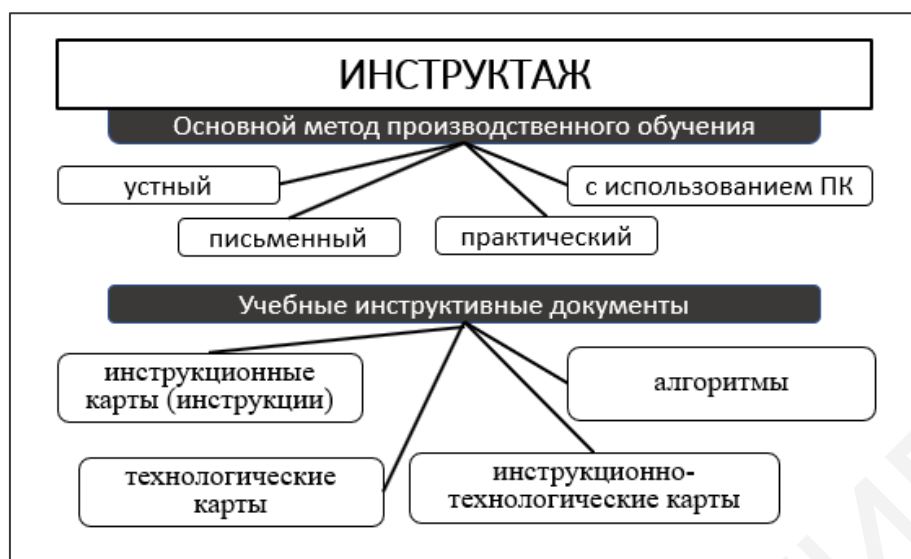 ИНСТРУКТАЖ
Основной метод производственного обучения
устный
с использованием ПК
письменный
практический
Учебные инструктивные документы
инструкционные
карты (инструкции)
алгоритмы
технологические
карты
инструкционно-
технологические карты